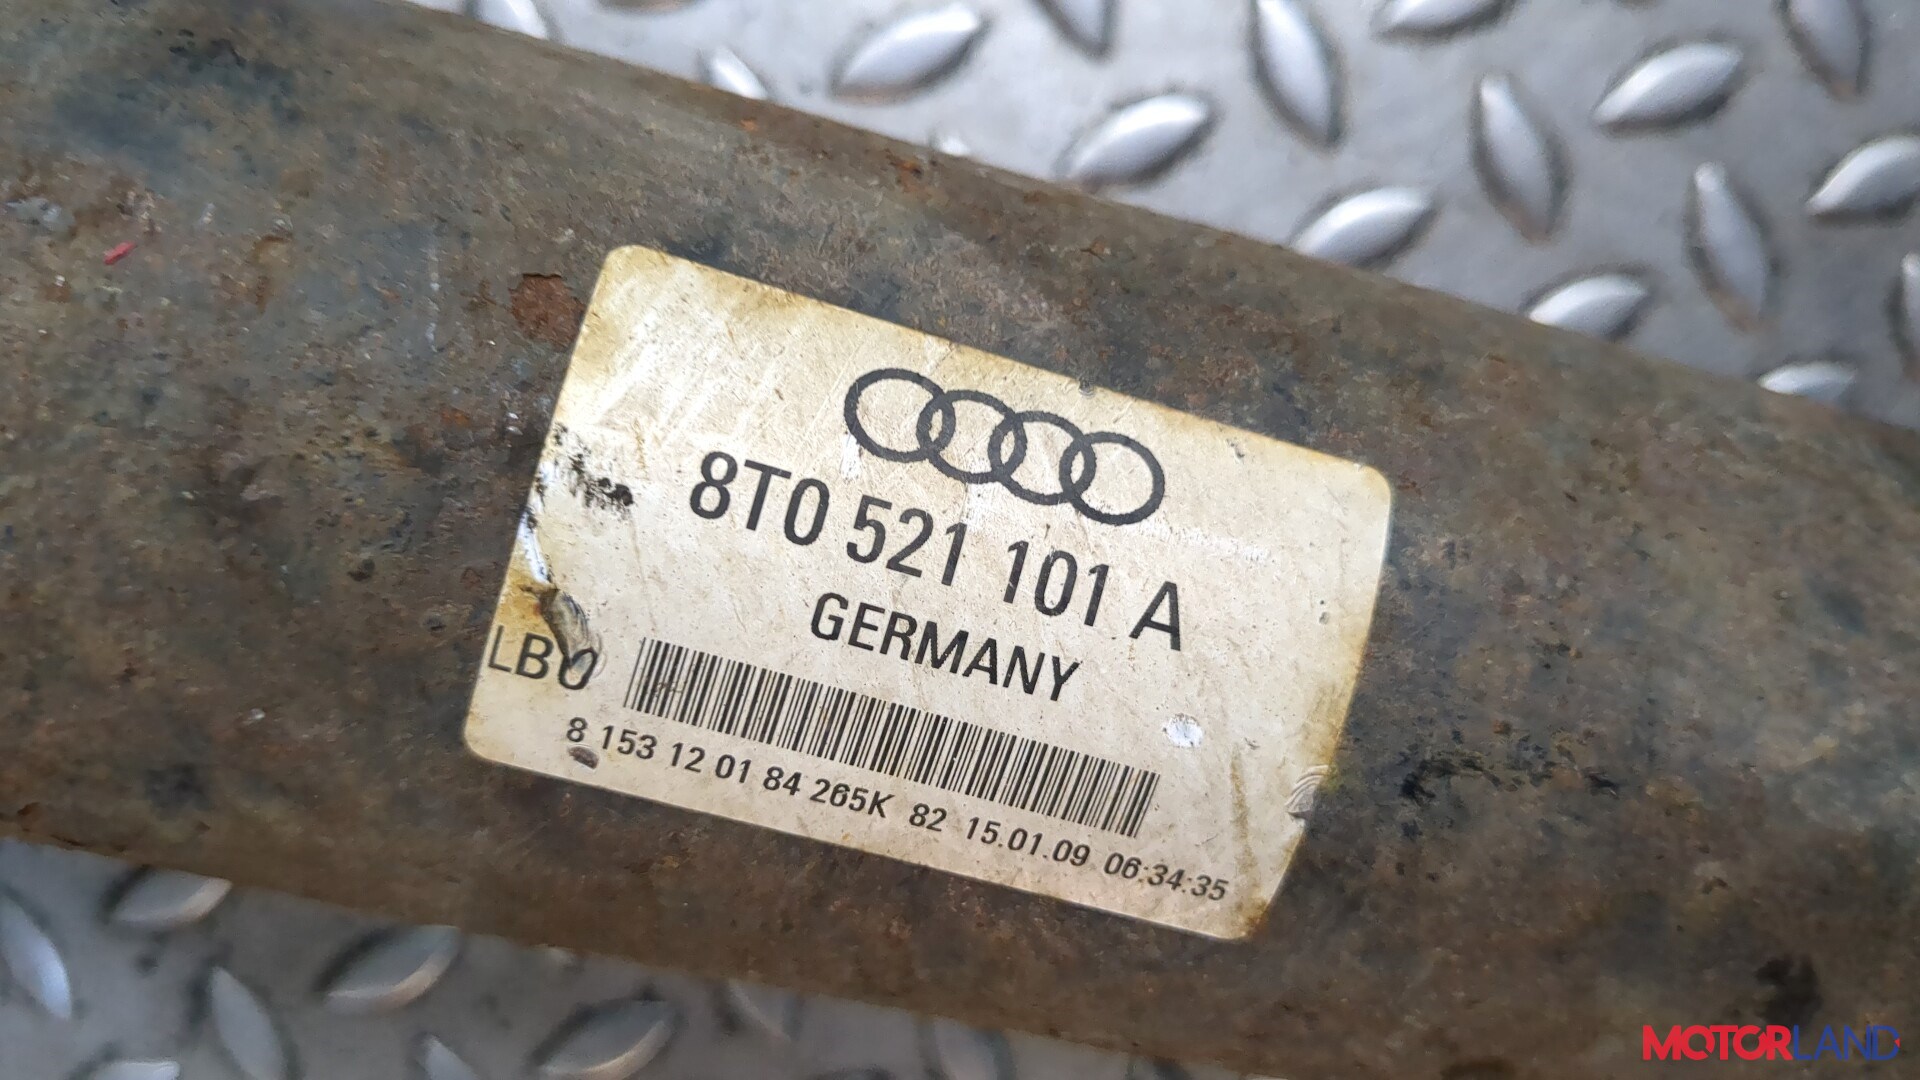 8T0 521 101 A
GERMANY
LBO
8 153 12 01 84 265K 82 15.01.09 06:34:35
MOTORLAND